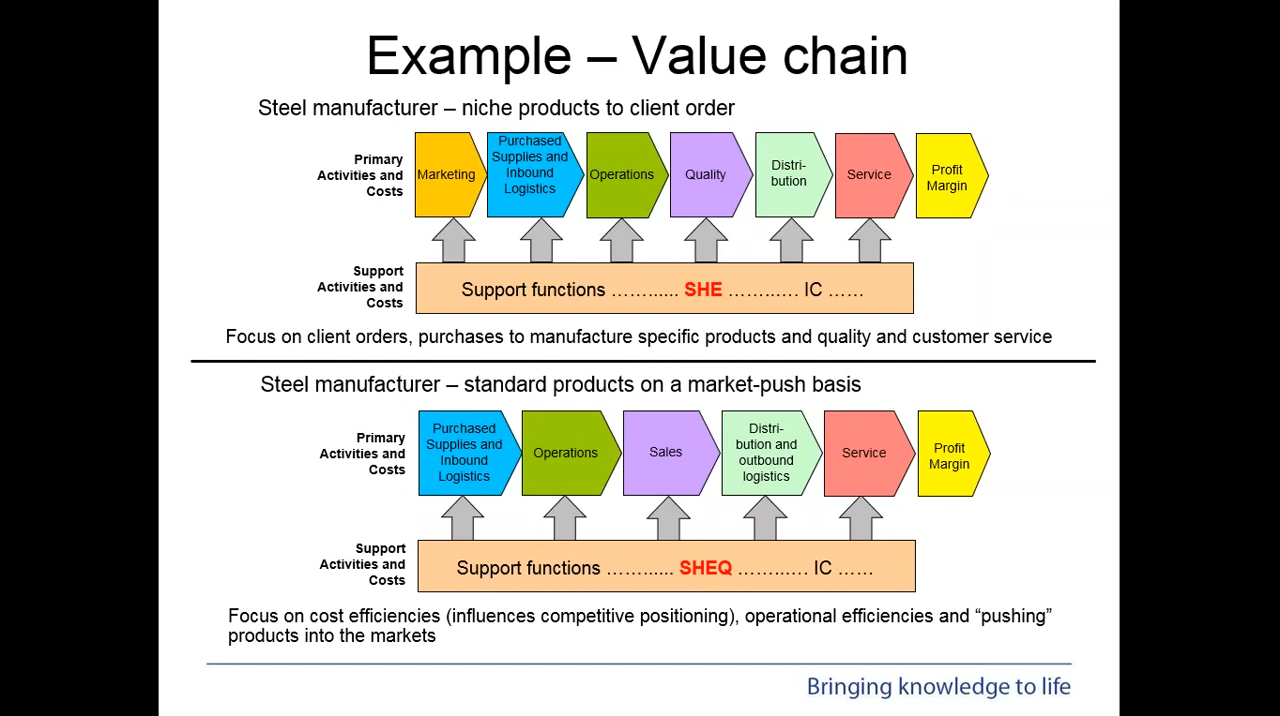 Example – Value chain
Steel manufacturer – niche products to client order
Primary
Activities and
Costs
Marketing
Purchased
Supplies and
Inbound
Logistics
Operations
Quality
Distri-
bution
Service
Profit
Margin
Support
Activities and
Costs
Support functions ……...... SHE ……..…. IC ……
Focus on client orders, purchases to manufacture specific products and quality and customer service
Steel manufacturer – standard products on a market-push basis
Primary
Activities and
Costs
Purchased
Supplies and
Inbound
Logistics
Operations
Sales
Distri-
bution and
outbound
logistics
Service
Profit
Margin
Support
Activities and
Costs
Support functions ……...... SHEQ ……..…. IC ……
Focus on cost efficiencies (influences competitive positioning), operational efficiencies and “pushing”
products into the markets
Bringing knowledge to life